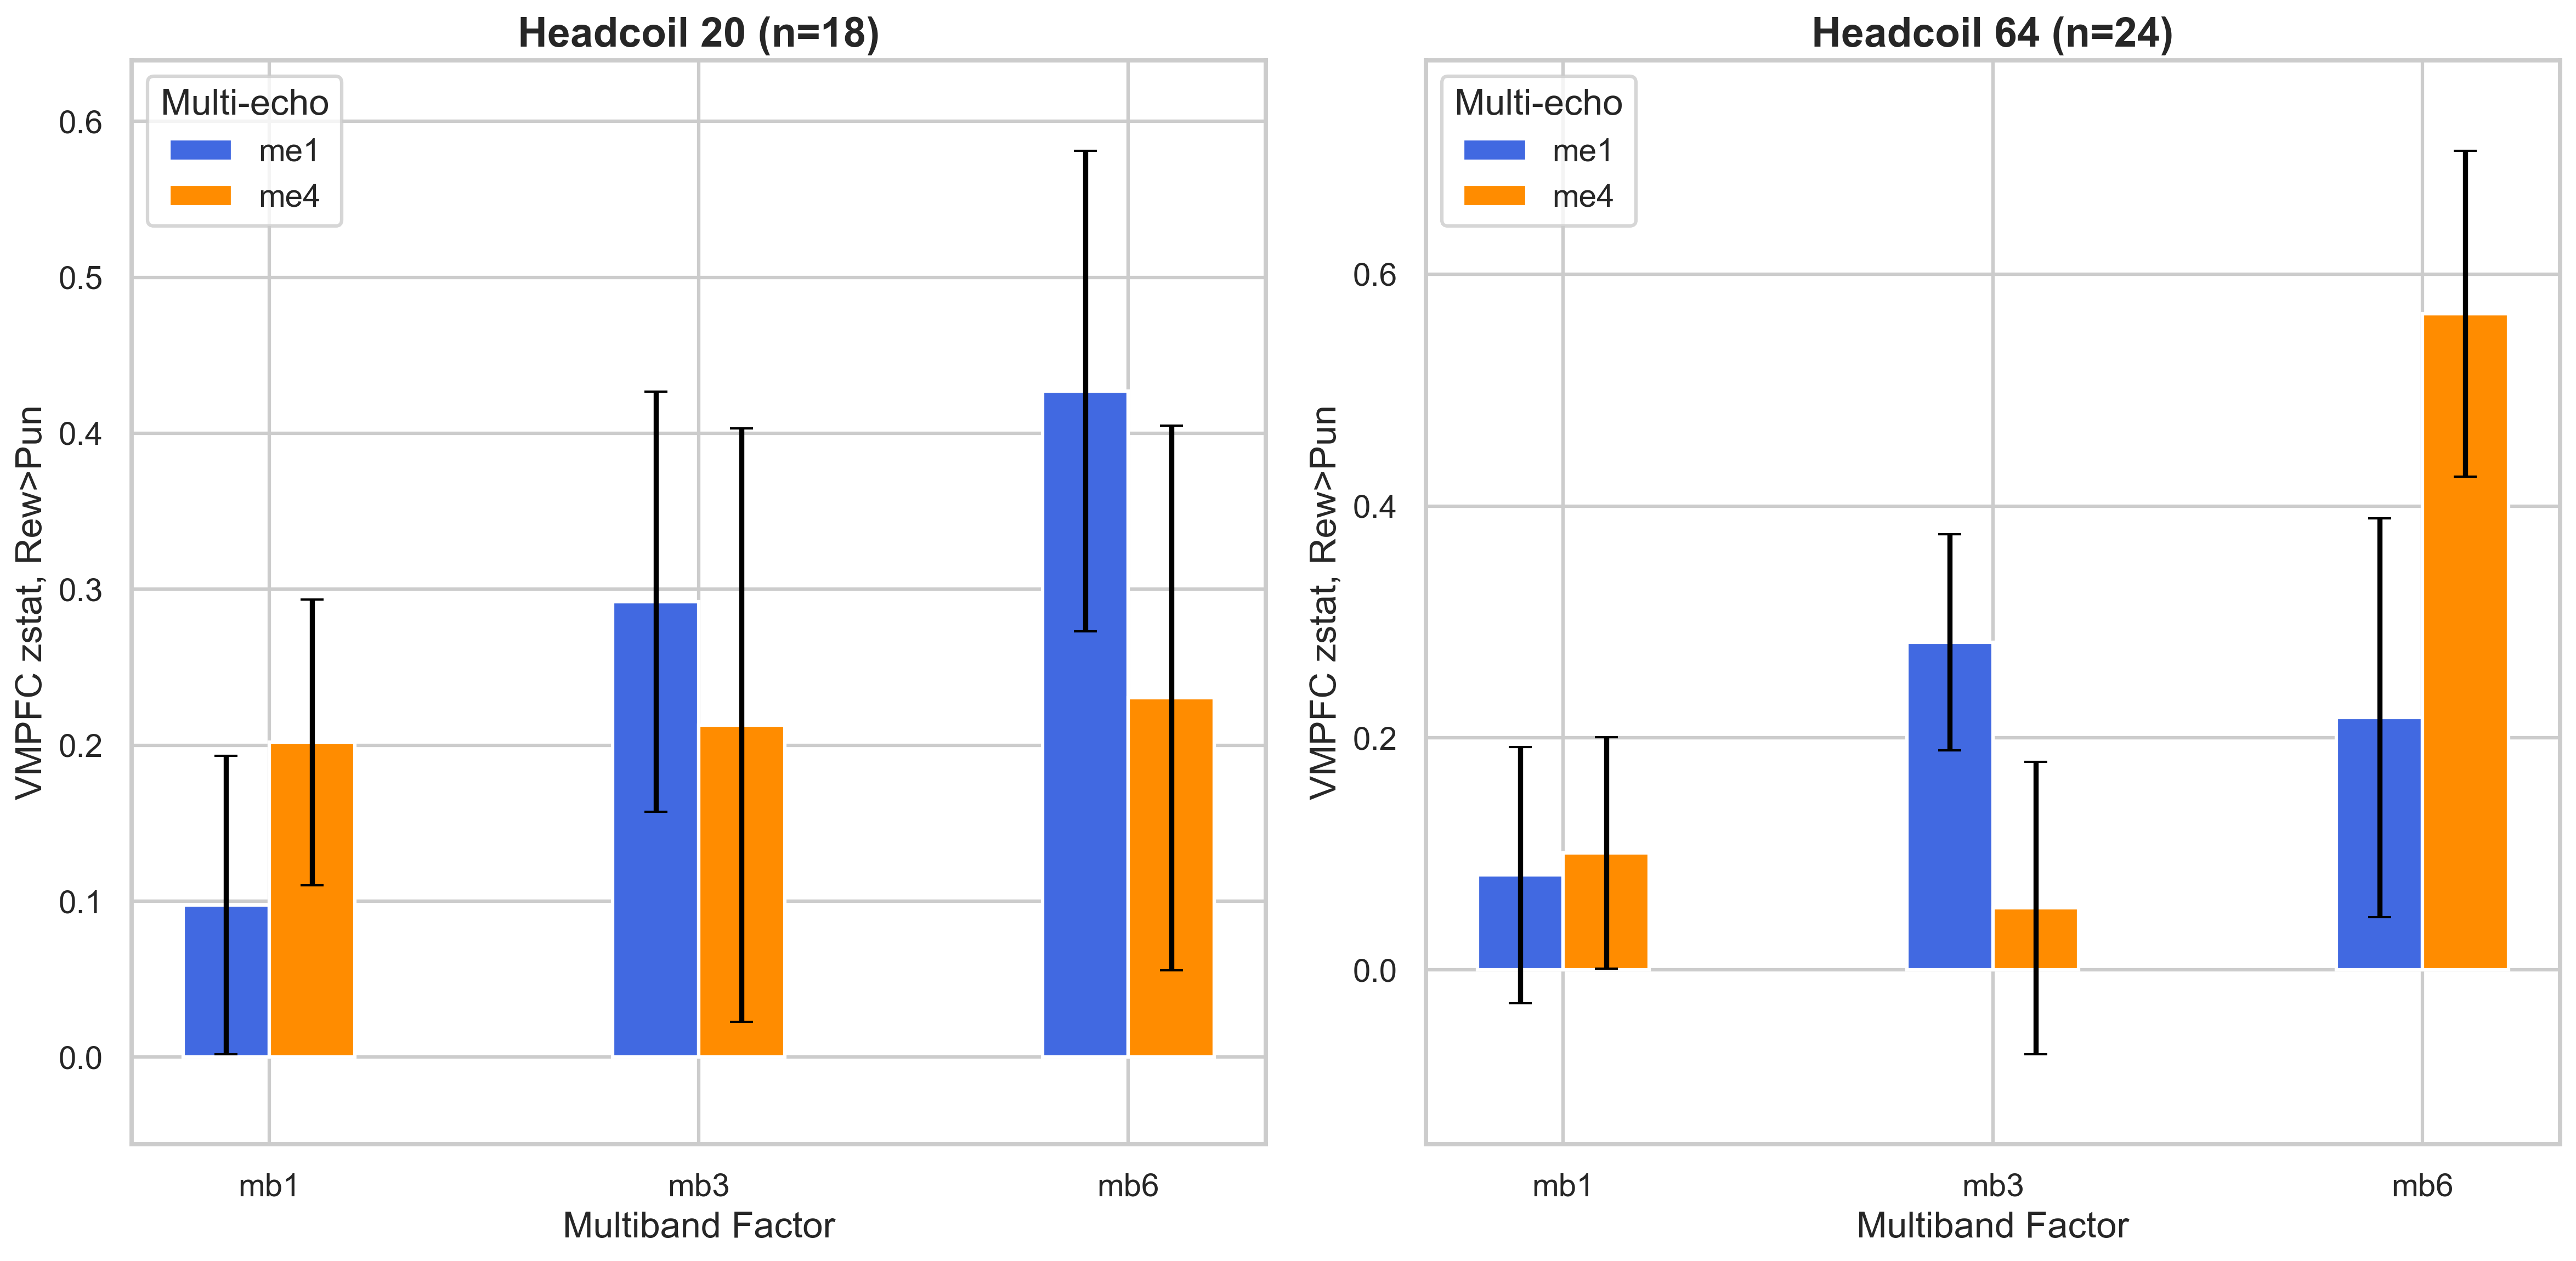 Headcoil 20 (n=18)
Multi-echo
me1
me4
0.6
0.5
0.4
0.3
0.2
0.1
0.0
VMPFC zstat, Rew>Pun
mb1
mb3
mb6
Multiband Factor
Headcoil 64 (n=24)
Multi-echo
me1
me4
0.6
0.4
0.2
0.0
VMPFC zstat, Rew>Pun
mb1
mb3
mb6
Multiband Factor